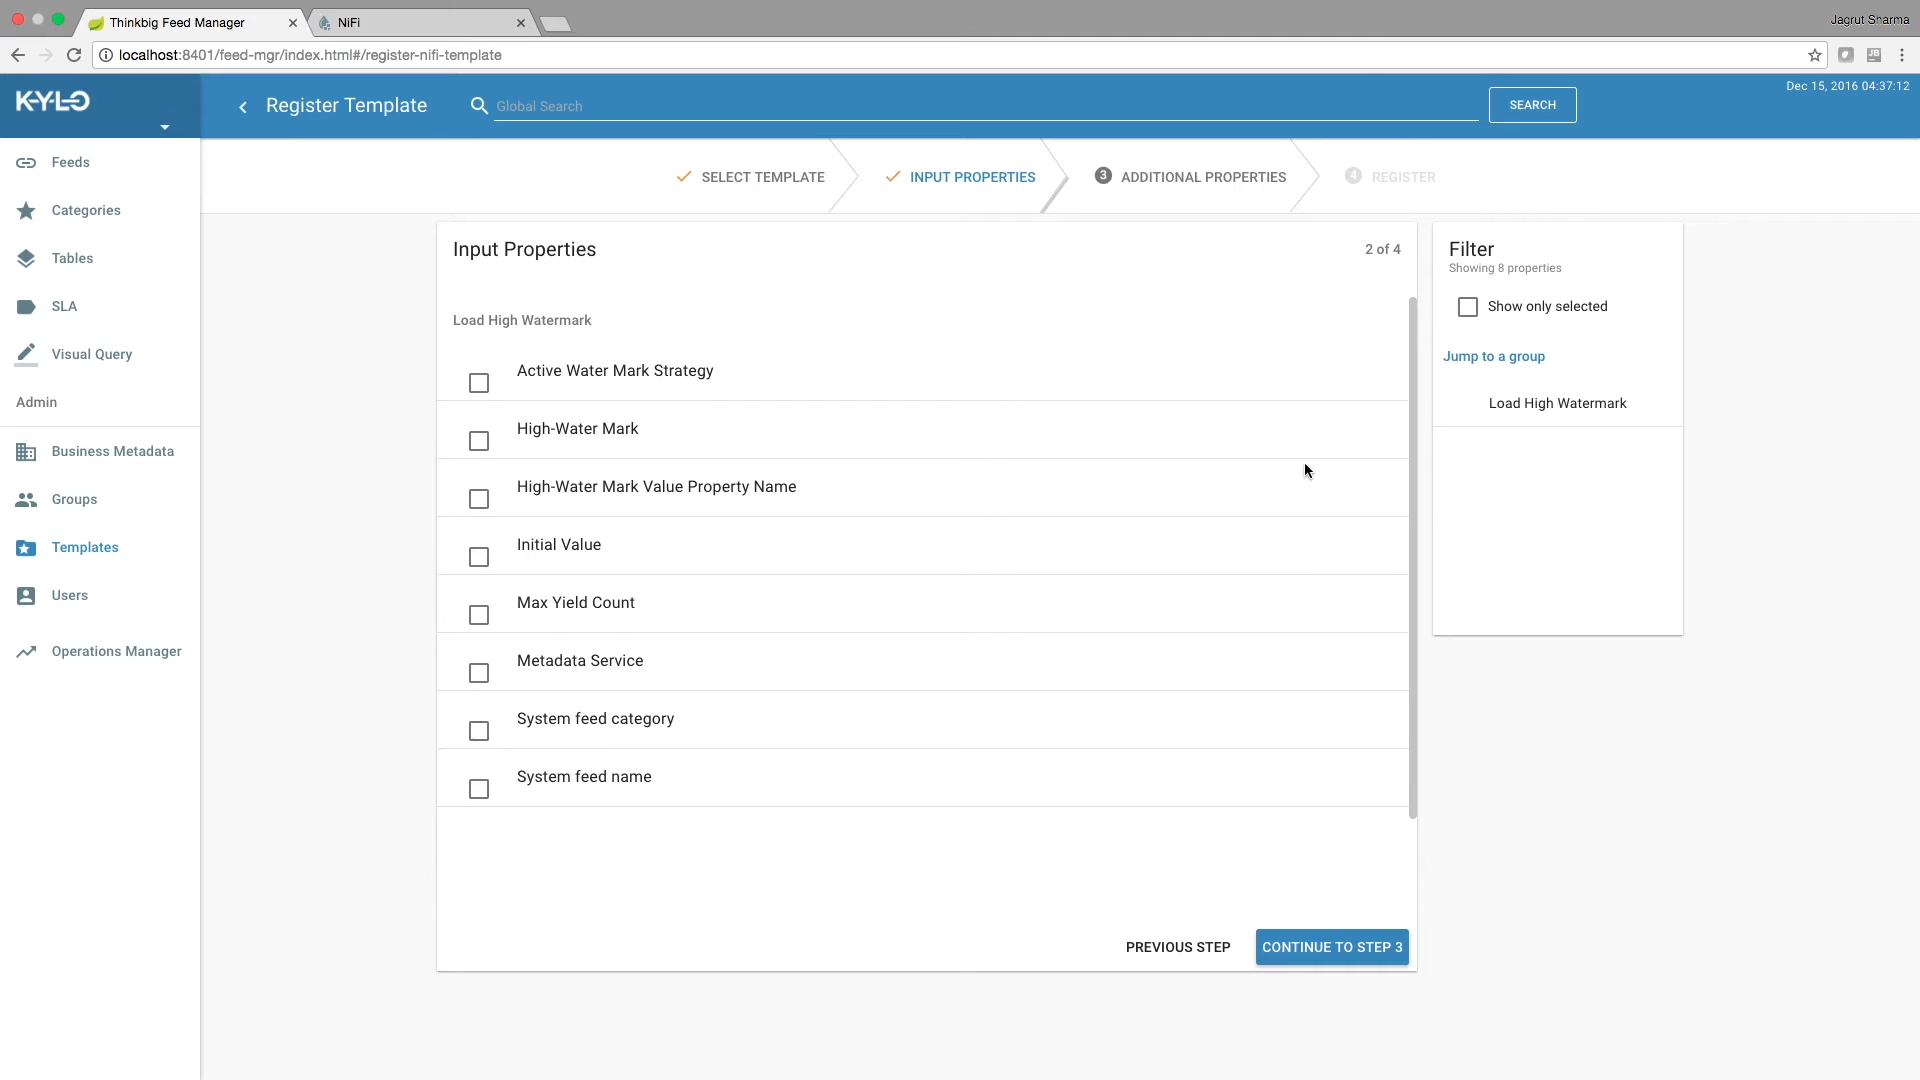 Thinkbig Feed Manager
NiFi
Jagrut Sharma
localhost:8401/feed-mgr/index.html#/register-nifi-template
KYLO
Register Template
Global Search
SEARCH
Dec 15, 2016 04:37:12
Feeds
Categories
Tables
SLA
Visual Query
Admin
Business Metadata
Groups
Templates
Users
Operations Manager
SELECT TEMPLATE
INPUT PROPERTIES
3 ADDITIONAL PROPERTIES
4 REGISTER
Input Properties
2 of 4
Load High Watermark
Active Water Mark Strategy
High-Water Mark
High-Water Mark Value Property Name
Initial Value
Max Yield Count
Metadata Service
System feed category
System feed name
PREVIOUS STEP
CONTINUE TO STEP 3
Filter
Showing 8 properties
Show only selected
Jump to a group
Load High Watermark